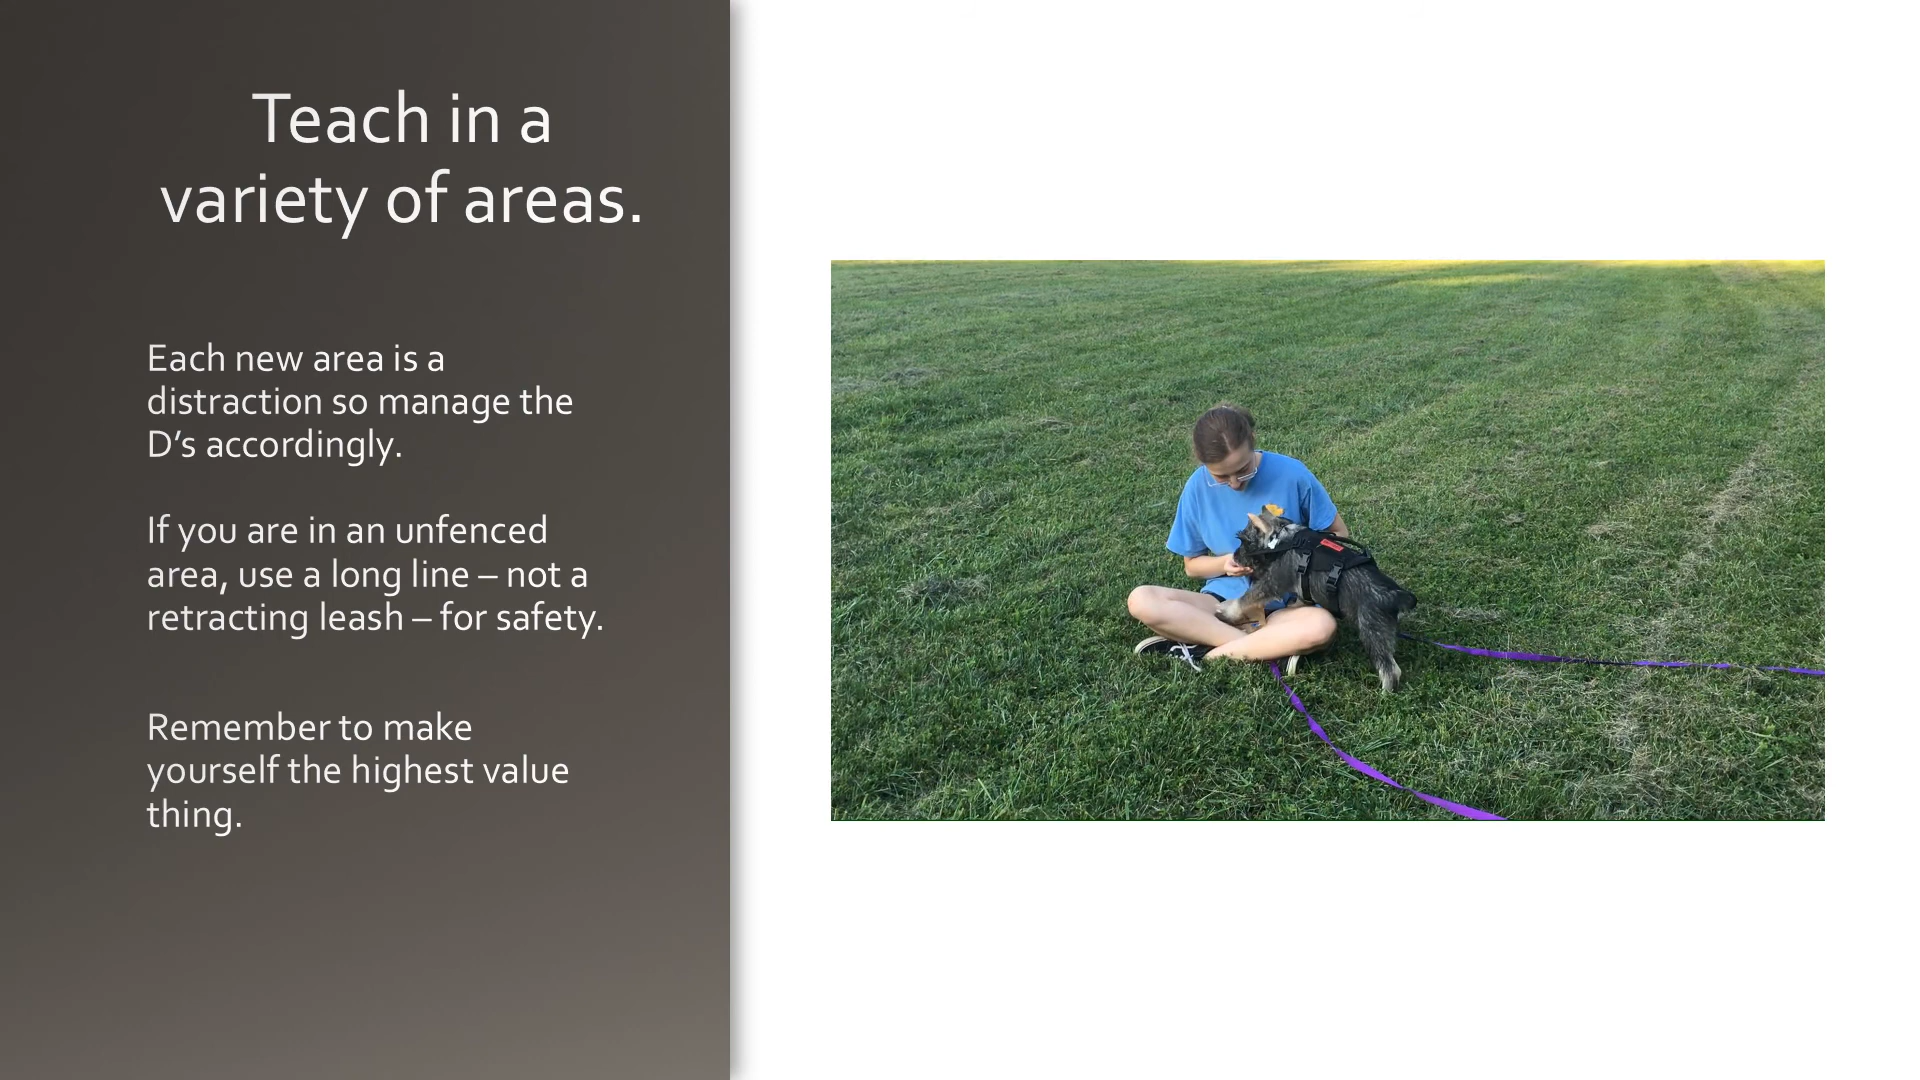 Teach in a
variety of areas.
Each new area is a
distraction so manage the
D’s accordingly.
If you are in an unfenced
area, use a long line – not a
retracting leash – for safety.
Remember to make
yourself the highest value
thing.